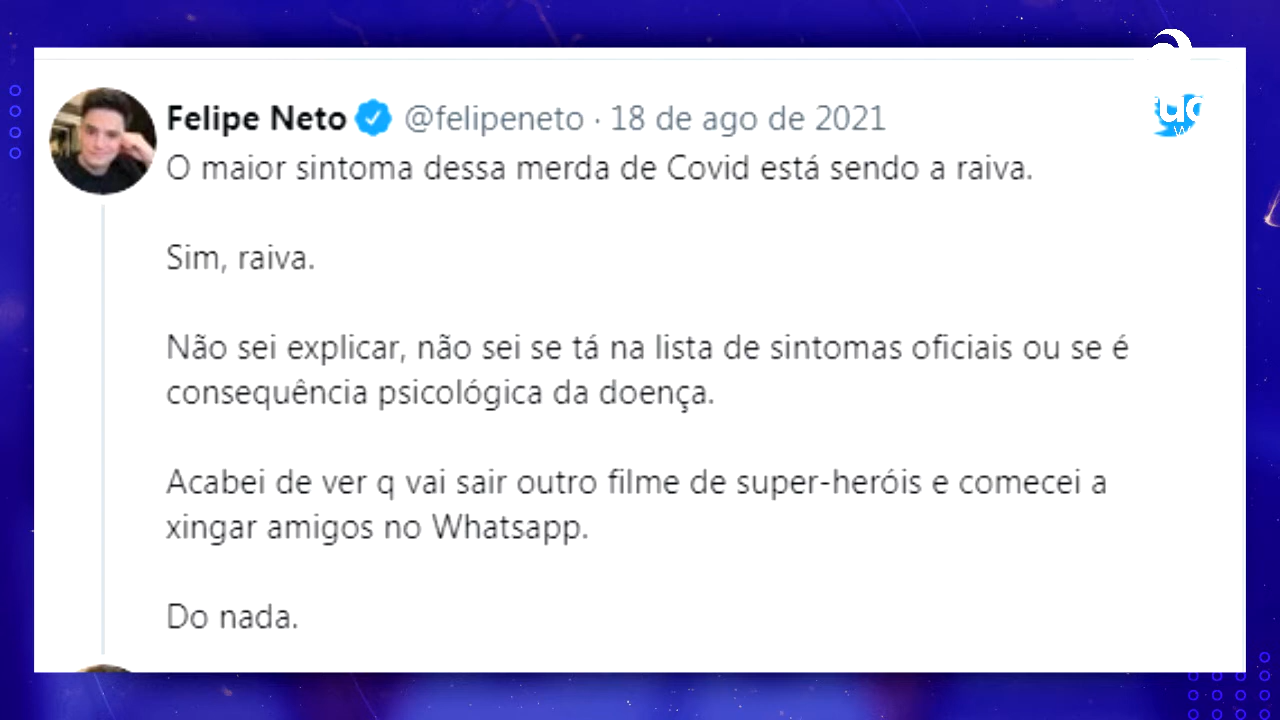 Felipe Neto @felipeneto · 18 de ago de 2021
O maior sintoma dessa merda de Covid está sendo a raiva.
Sim, raiva.
Não sei explicar, não sei se tá na lista de sintomas oficiais ou se é
consequência psicológica da doença.
Acabei de ver q vai sair outro filme de super-heróis e comecei a
xingar amigos no Whatsapp.
Do nada.